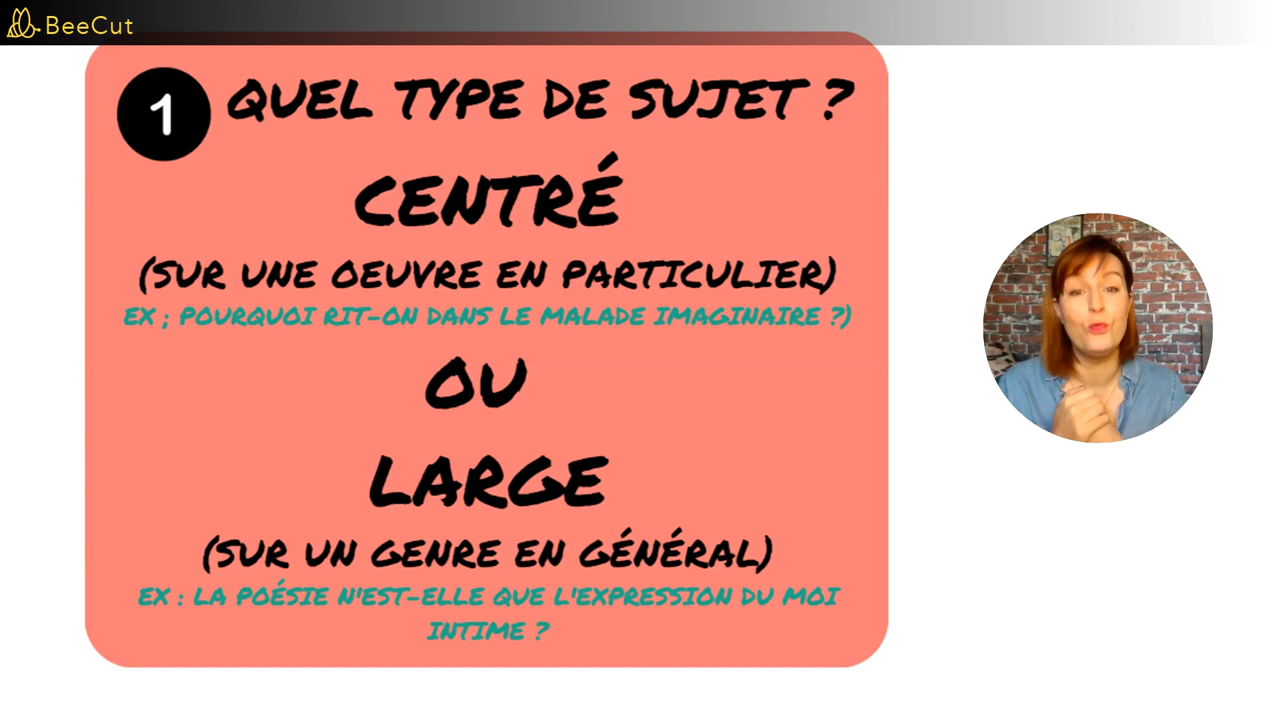 BeeCut
1 QUEL TYPE DE SUJET ?
CENTRÉ
(SUR UNE OEUVRE EN PARTICULIER)
EX ; POURQUOI RIT-ON DANS LE MALADE IMAGINAIRE ?)
OU
LARGE
(SUR UN GENRE EN GÉNÉRAL)
EX : LA POÉSIE N'EST-ELLE QUE L'EXPRESSION DU MOI
INTIME ?